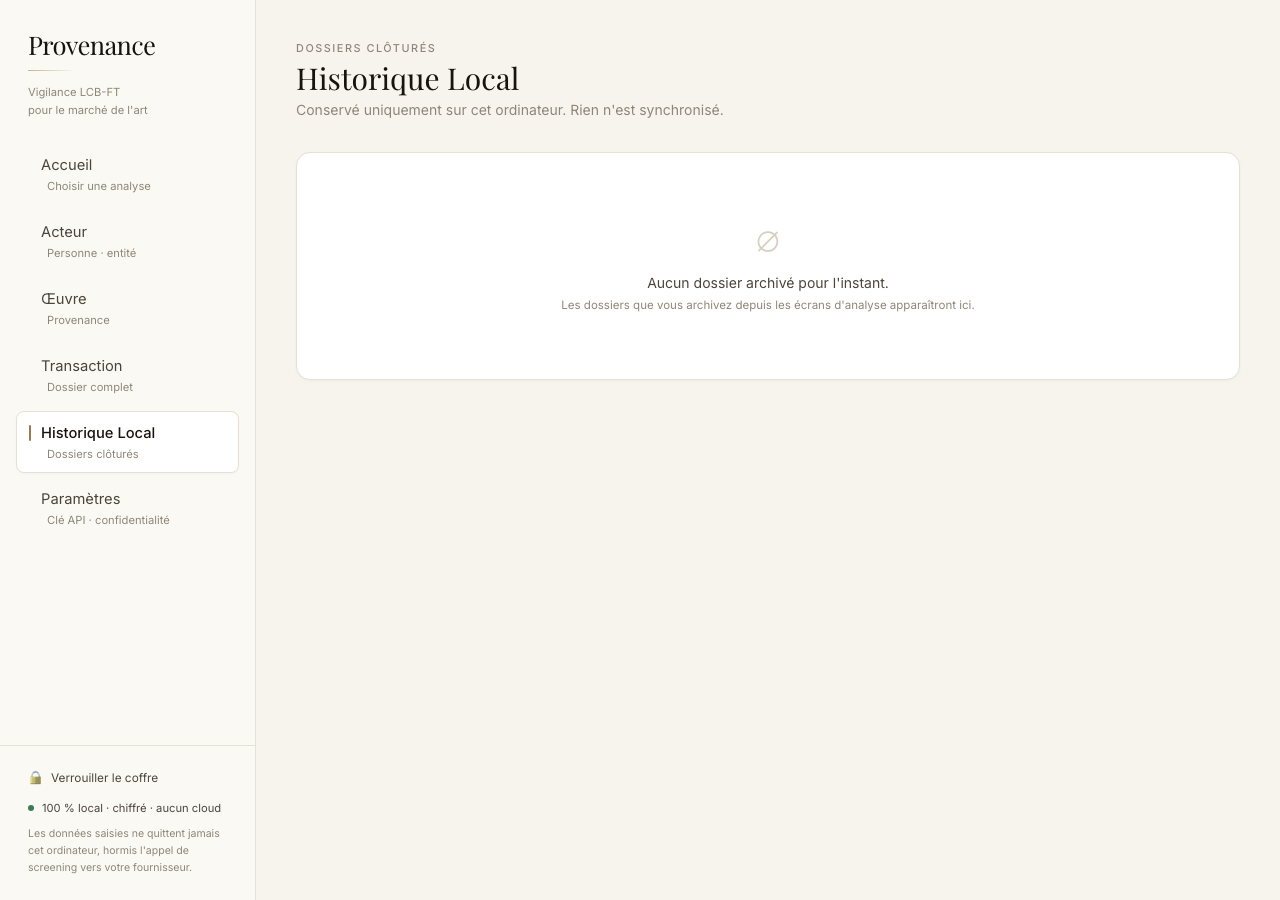 Provenance
Vigilance LCB-FT
pour le marché de l'art
Accueil
Choisir une analyse
Acteur
Personne · entité
Œuvre
Provenance
Transaction
Dossier complet
Historique Local
Dossiers clôturés
Paramètres
Clé API · confidentialité
Verrouiller le coffre
100 % local · chiffré · aucun cloud
Les données saisies ne quittent jamais
cet ordinateur, hormis l'appel de
screening vers votre fournisseur.
DOSSIERS CLÔTURÉS
Historique Local
Conservé uniquement sur cet ordinateur. Rien n'est synchronisé.
Aucun dossier archivé pour l'instant.
Les dossiers que vous archivez depuis les écrans d'analyse apparaîtront ici.